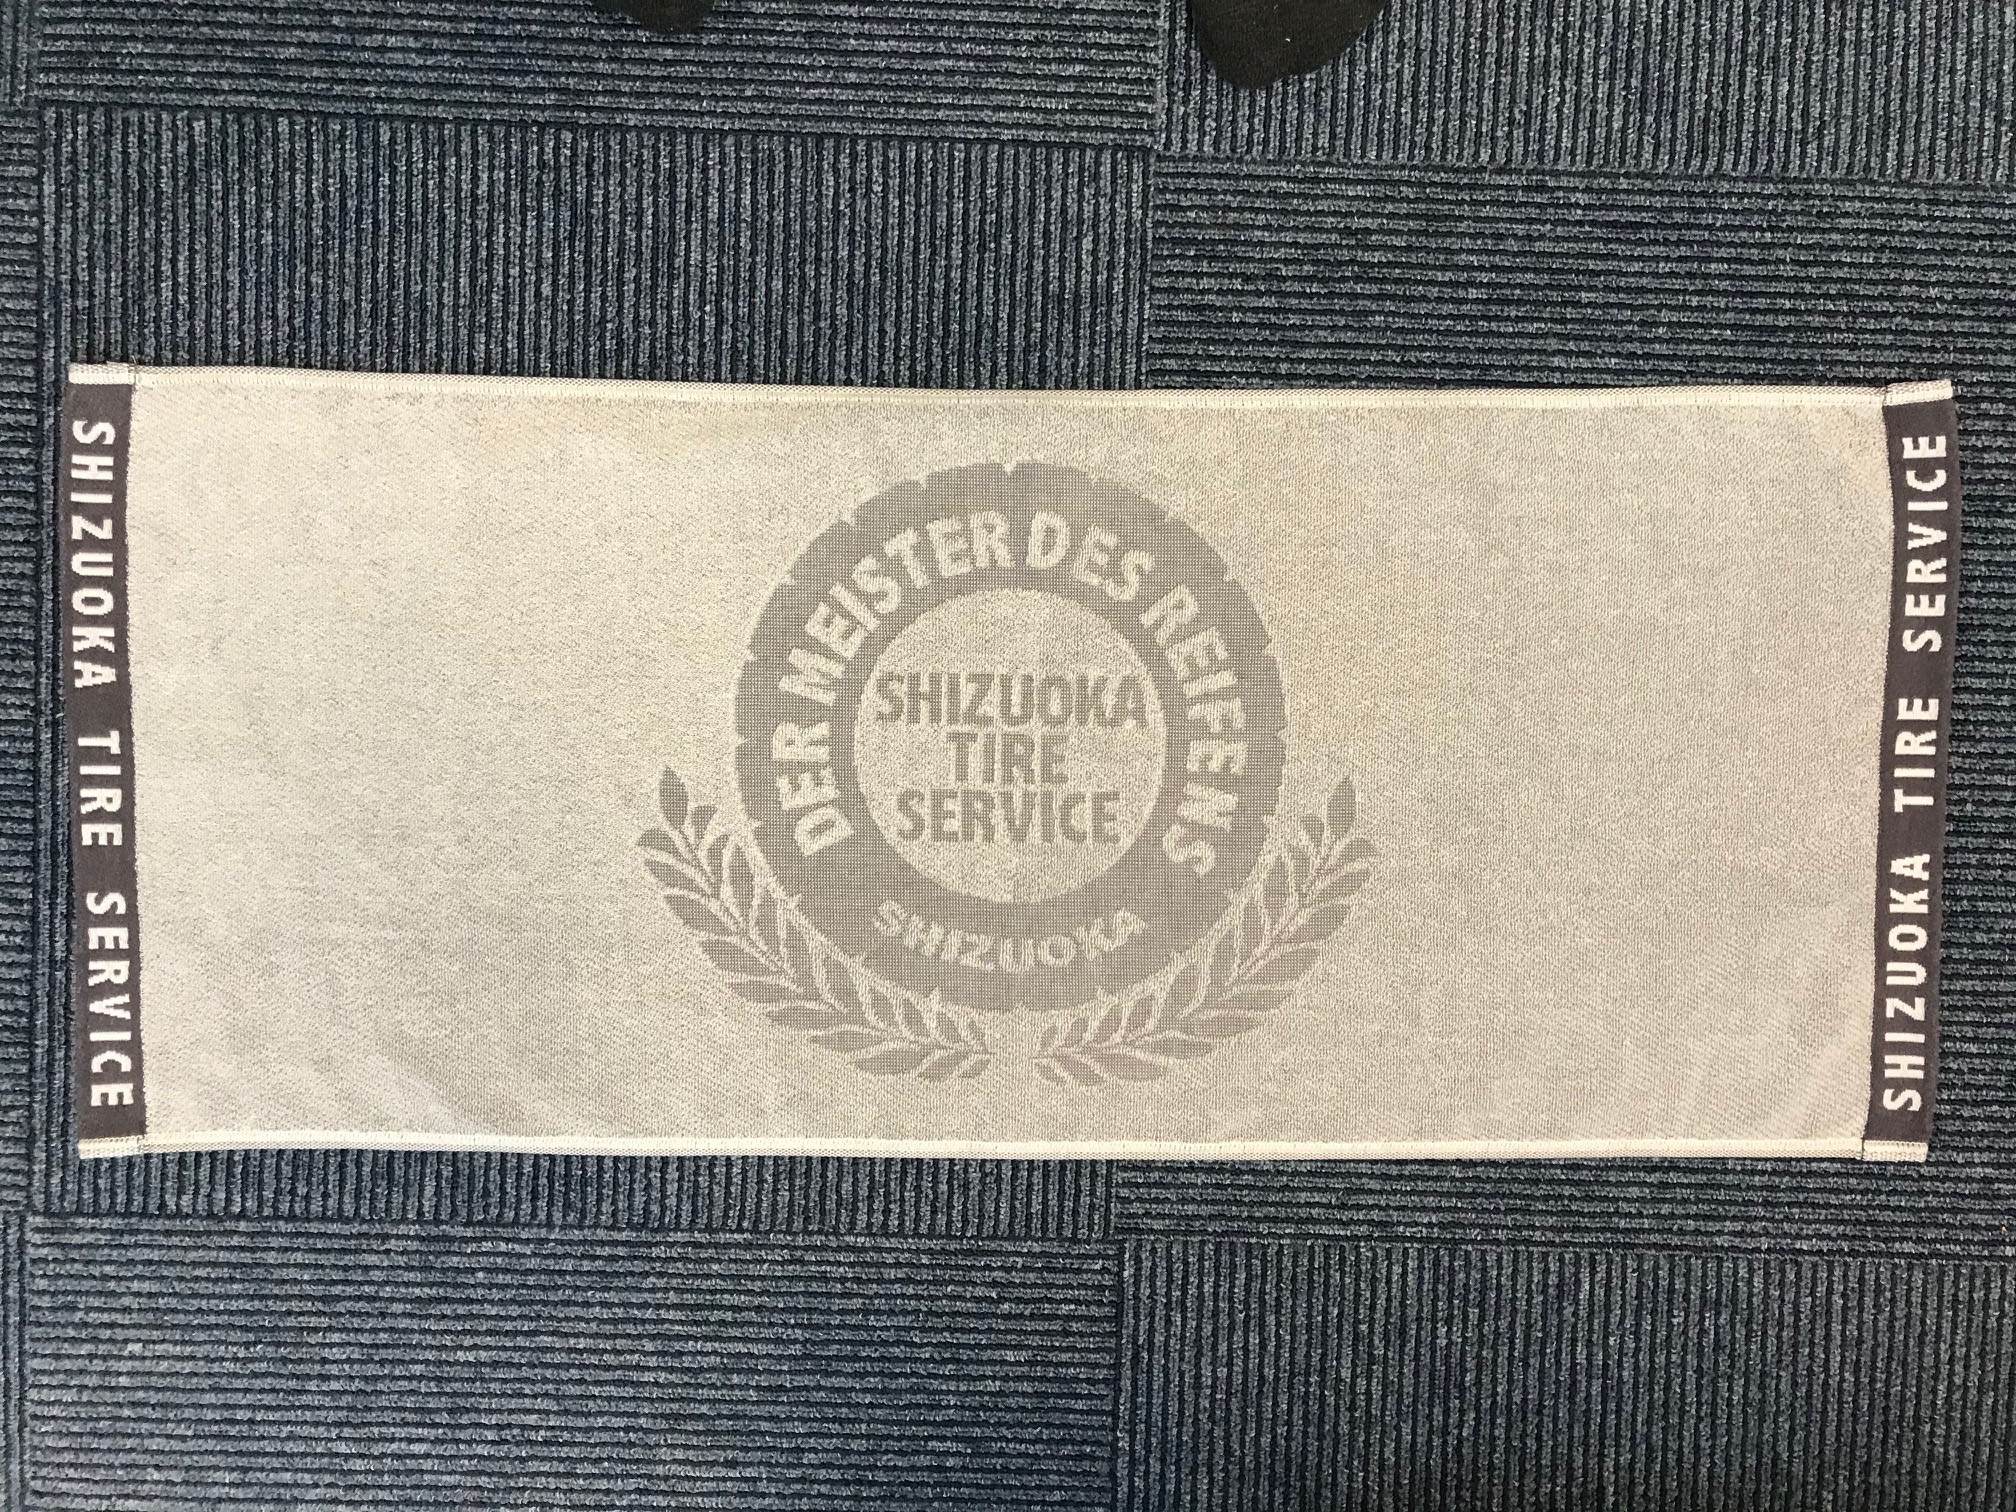 SHIZUOKA TIRE SERVICE
DER MEISTER DES REIFENS
SHIZUOKA
TIRE
SERVICE
SHIZUOKA
SHIZUOKA TIRE SERVICE